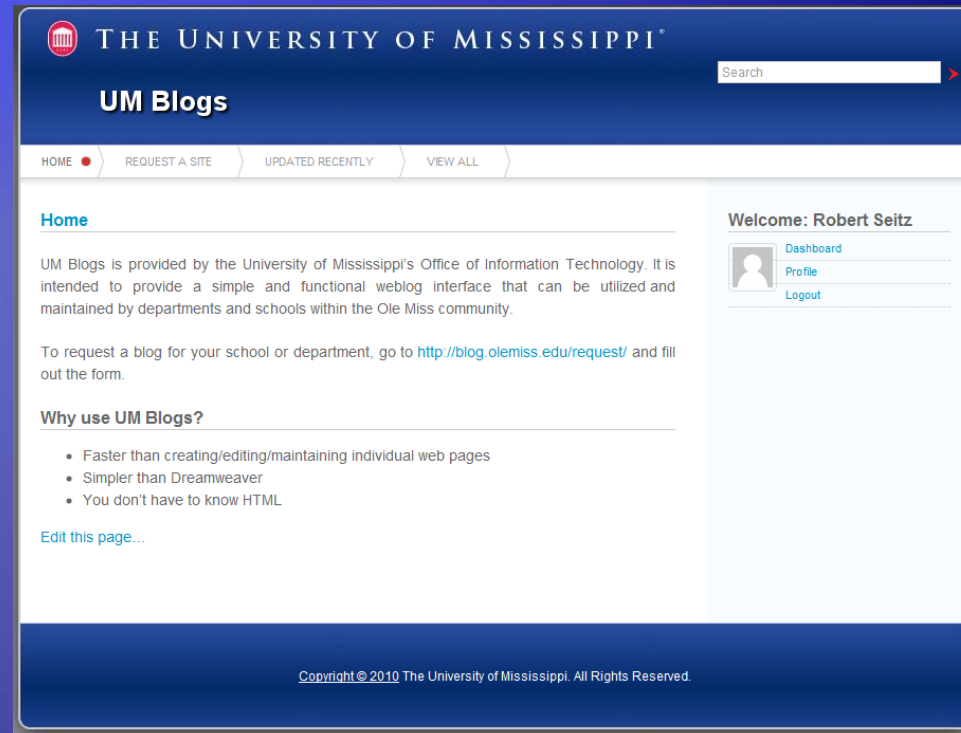 THE UNIVERSITY OF MISSISSIPPI
UM Blogs
Search
HOME
REQUEST A SITE
UPDATED RECENTLY
VIEW ALL
Home
UM Blogs is provided by the University of Mississippi's Office of Information Technology. It is
intended to provide a simple and functional weblog interface that can be utilized and
maintained by departments and schools within the Ole Miss community.
To request a blog for your school or department, go to http://blog.olemiss.edu/request/ and fill
out the form.
Why use UM Blogs?
• Faster than creating/editing/maintaining individual web pages
• Simpler than Dreamweaver
• You don't have to know HTML
Edit this page...
Welcome: Robert Seitz
Dashboard
Profile
Logout
Copyright © 2010 The University of Mississippi. All Rights Reserved.